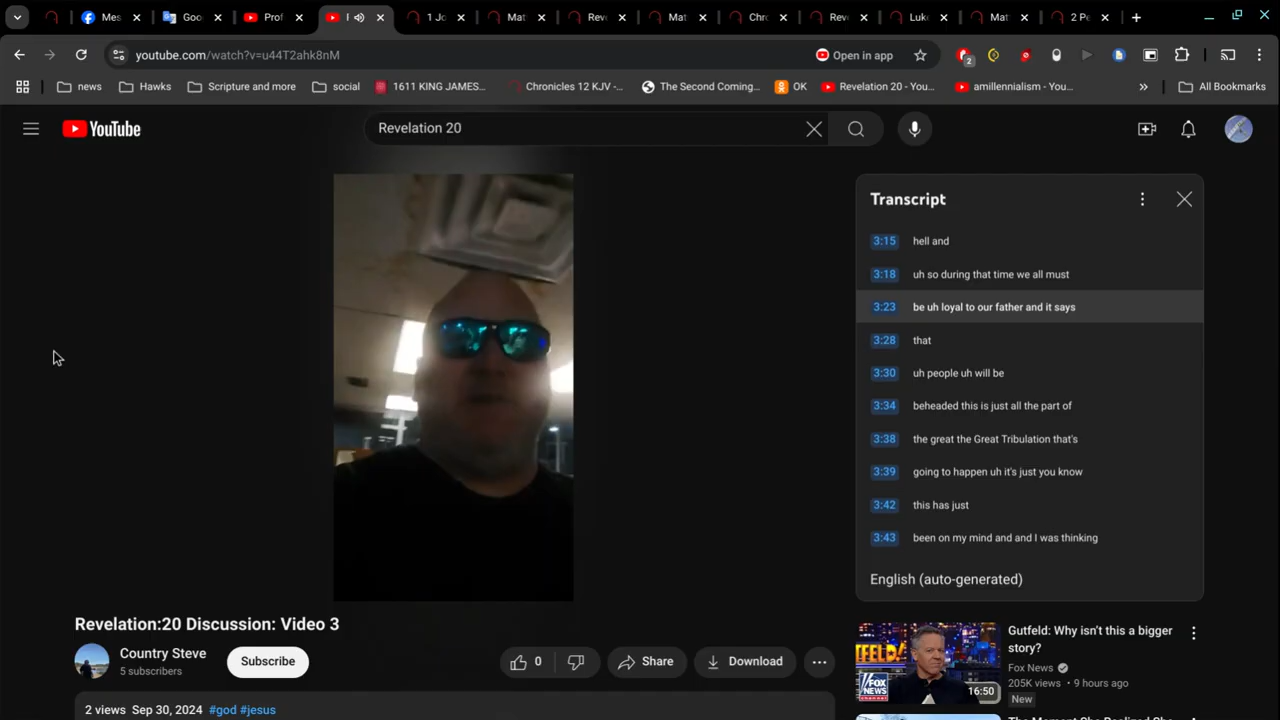 Mes
Goo
Prof
F
1 Jo
Mat
Reve
Mat
Chro
Reve
Luke
Mat
2 Pe
youtube.com/watch?v=u44T2ahk8nM
Open in app
2
news
Hawks
Scripture and more
social
1611 KING JAMES...
Chronicles 12 KJV -...
The Second Coming...
OK
Revelation 20 - You...
amillennialism - You...
»
All Bookmarks
YouTube
Revelation 20
Transcript
3:15 hell and
3:18 uh so during that time we all must
3:23 be uh loyal to our father and it says
3:28 that
3:30 uh people uh will be
3:34 beheaded this is just all the part of
3:38 the great the Great Tribulation that's
3:39 going to happen uh it's just you know
3:42 this has just
3:43 been on my mind and and I was thinking
English (auto-generated)
Revelation:20 Discussion: Video 3
Country Steve
5 subscribers
Subscribe
0
Share
Download
2 views Sep 30, 2024 #god #jesus
Gutfeld: Why isn't this a bigger
story?
Fox News
205K views • 9 hours ago
New
16:50